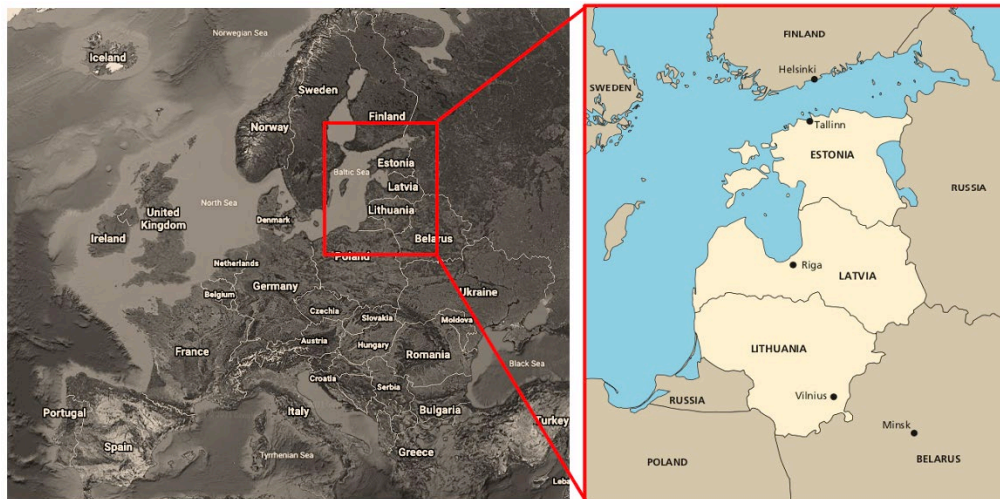 Norwegian Sea
Iceland
Sweden
Finland
Norway
Estonia
Baltic Sea
Latvia
North Sea
Lithuania
United
Kingdom
Denmark
Ireland
Belarus
Poland
Netherlands
Germany
Belgium
Ukraine
Czechia
Slovakia
Moldova
Austria
Hungary
France
Romania
Black Sea
Croatia
Serbia
Italy
Bulgaria
Portugal
Turkey
Spain
Greece
Tyrrhenian Sea
Leba
FINLAND
Helsinki
SWEDEN
Tallinn
ESTONIA
RUSSIA
Riga
LATVIA
LITHUANIA
Vilnius
RUSSIA
Minsk
POLAND
BELARUS